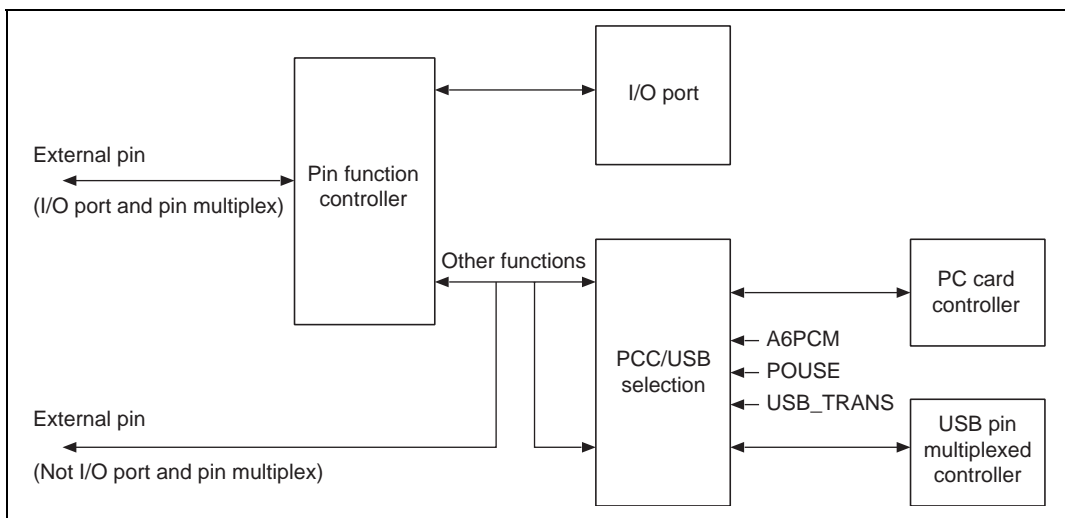 I/O port
External pin
(I/O port and pin multiplex)
Pin function
controller
Other functions
PC card
controller
A6PCM
PCC/USB
selection
POUSE
USB_TRANS
External pin
(Not I/O port and pin multiplex)
USB pin
multiplexed
controller